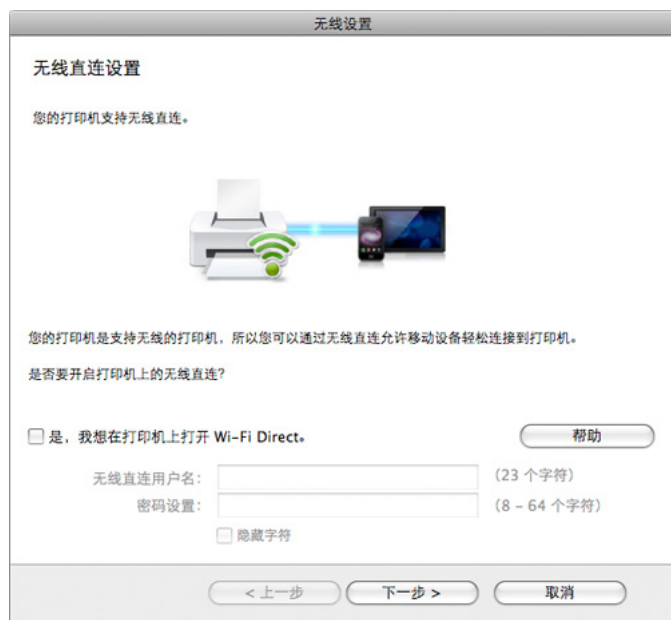 无线设置
无线直连设置
您的打印机支持无线直连。
您的打印机是支持无线的打印机，所以您可以通过无线直连允许移动设备轻松连接到打印机。
是否要开启打印机上的无线直连?
是，我想在打印机上打开 Wi-Fi Direct。
帮助
无线直连用户名：
（23 个字符）
密码设置：
（8 – 64 个字符）
隐藏字符
< 上一步
下一步 >
取消